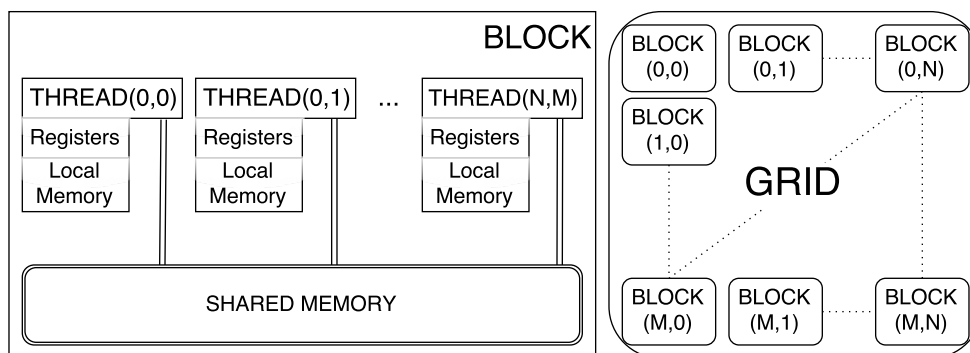 BLOCK
THREAD(0,0)
Registers
Local
Memory
THREAD(0,1)
Registers
Local
Memory
...
THREAD(N,M)
Registers
Local
Memory
SHARED MEMORY
BLOCK
(0,0)
BLOCK
(0,1)
BLOCK
(0,N)
BLOCK
(1,0)
GRID
BLOCK
(M,0)
BLOCK
(M,1)
BLOCK
(M,N)